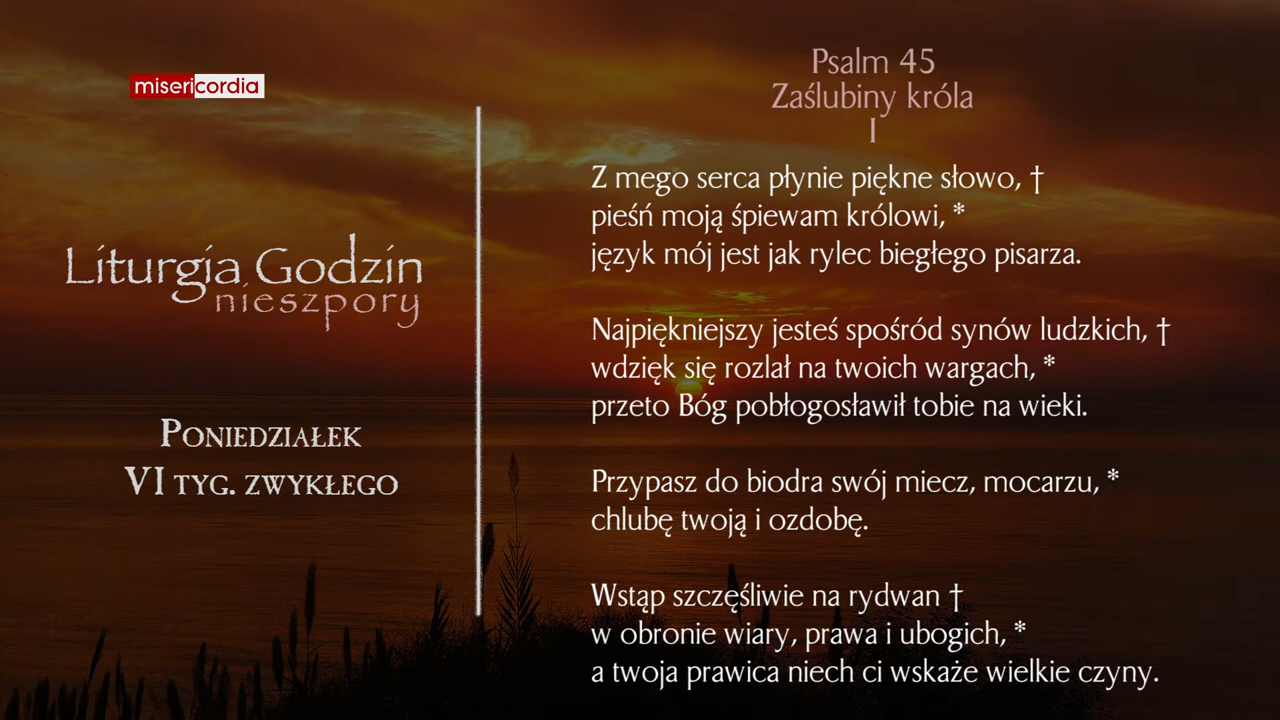 misericordia
Liturgia Godzin
nieszpory
Poniedziałek
VI tyg. zwykłego
Psalm 45
Zaślubiny króla
I
Z mego serca płynie piękne słowo, †
pieśń moją śpiewam królowi, *
język mój jest jak rylec biegłego pisarza.
Najpiękniejszy jesteś spośród synów ludzkich, †
wdzięk się rozlał na twoich wargach, *
przeto Bóg pobłogosławił tobie na wieki.
Przypasz do biodra swój miecz, mocarzu, *
chlubę twoją i ozdobę.
Wstąp szczęśliwie na rydwan †
w obronie wiary, prawa i ubogich, *
a twoja prawica niech ci wskaże wielkie czyny.